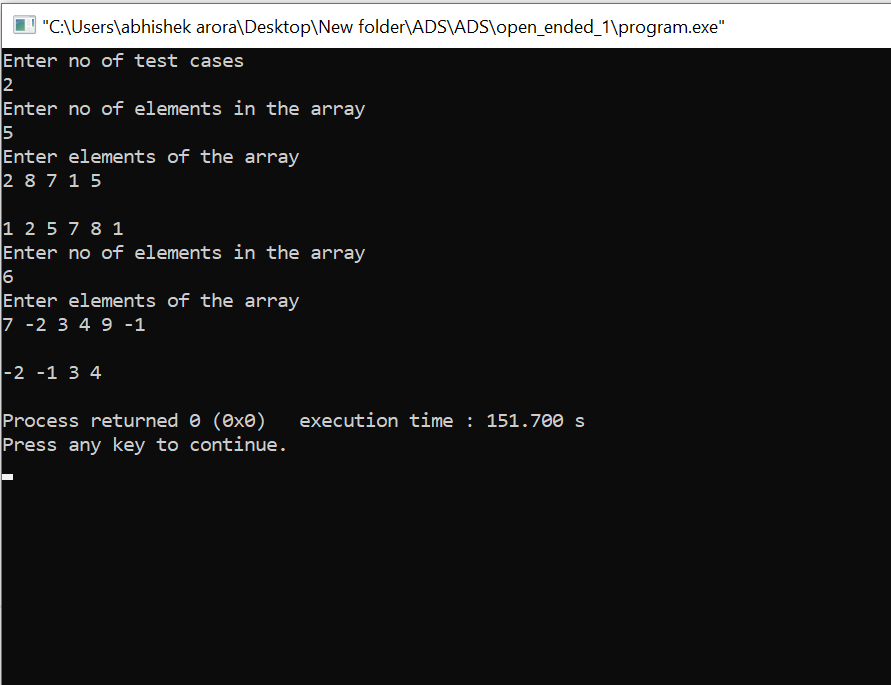 "C:\Users\abhishek arora\Desktop\New folder\ADS\ADS\open_ended_1\program.exe"
Enter no of test cases
2
Enter no of elements in the array
5
Enter elements of the array
2 8 7 1 5
1 2 5 7 8 1
Enter no of elements in the array
6
Enter elements of the array
7 -2 3 4 9 -1
-2 -1 3 4
Process returned 0 (0x0)   execution time : 151.700 s
Press any key to continue.